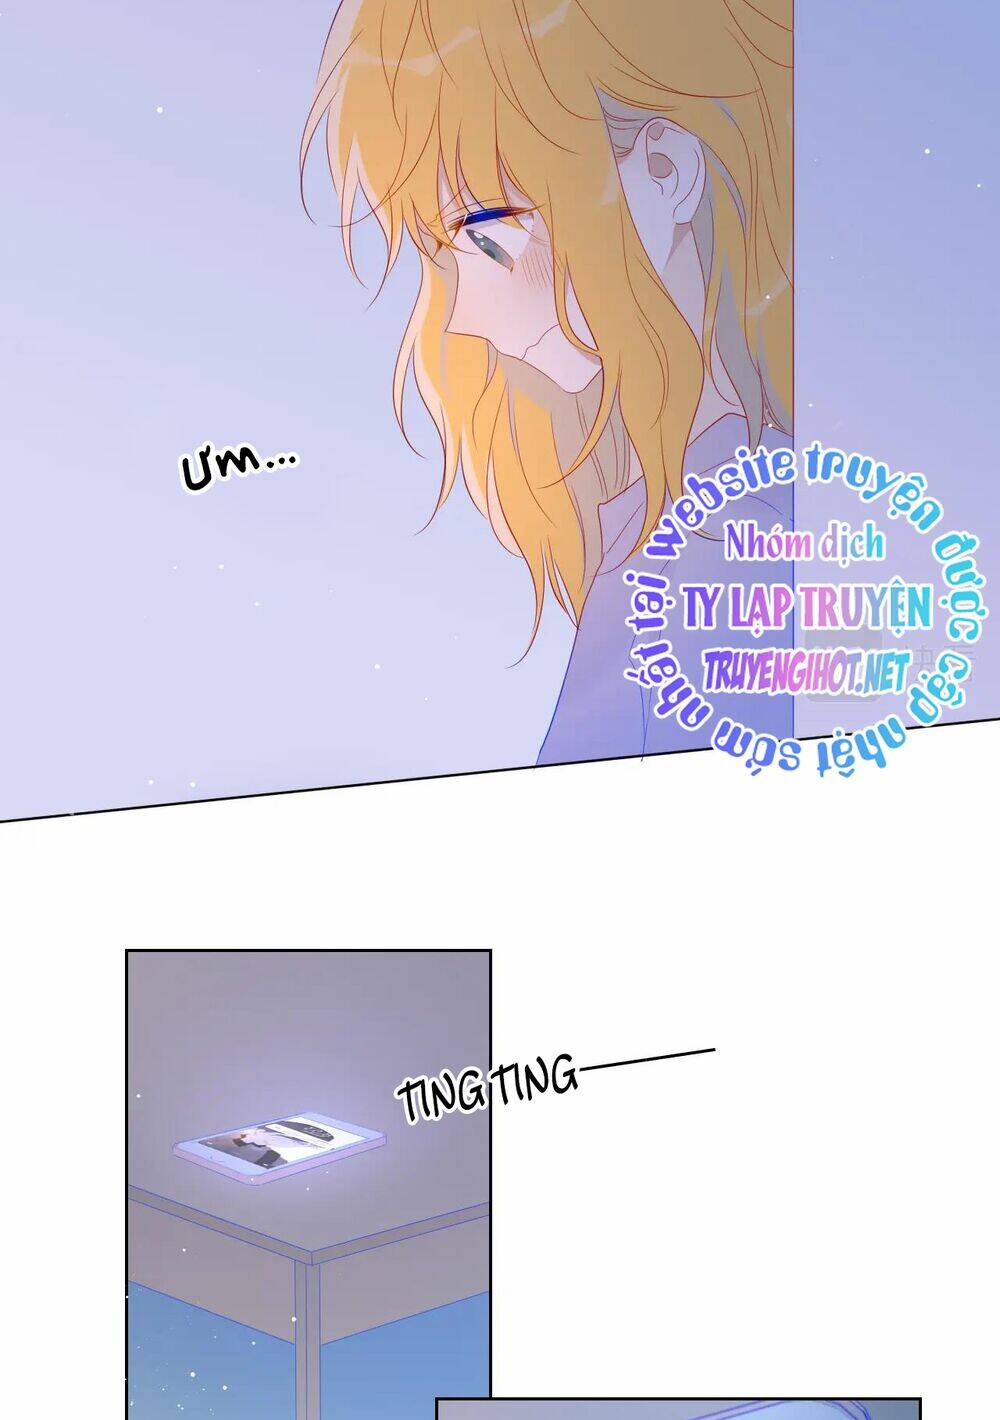 ƯM...
Nhóm dịch
TY LẠP TRUYỆN
TRUYENGIHOT.NET
được cập nhật sớm nhất tại website truyện
TING TING